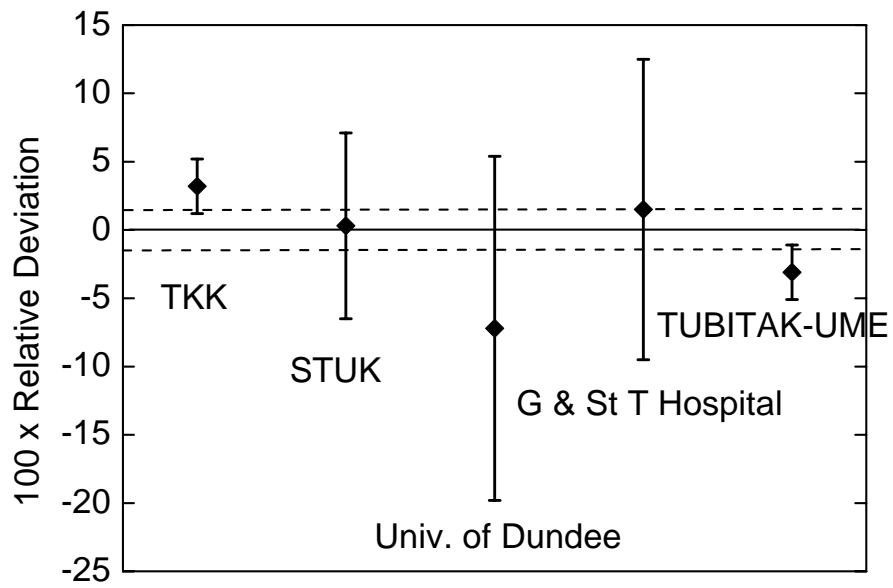 15
10
5
0
-5
-10
-15
-20
-25
100 x Relative Deviation
TKK
STUK
Univ. of Dundee
G & St T Hospital
TUBITAK-UME